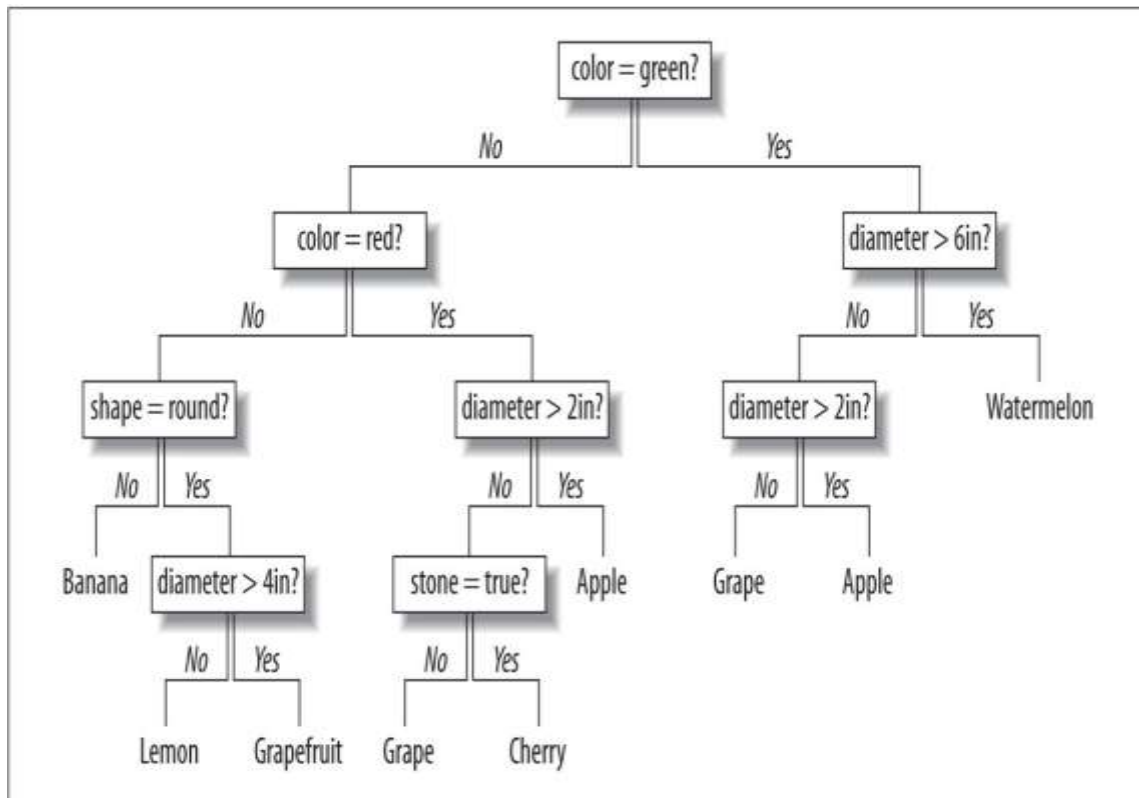 color = green?
No
Yes
color = red?
diameter > 6in?
No
Yes
No
Yes
shape = round?
diameter > 2in?
diameter > 2in?
Watermelon
No
Yes
No
Yes
No
Yes
Banana
diameter > 4in?
stone = true?
Apple
Grape
Apple
No
Yes
No
Yes
Lemon
Grapefruit
Grape
Cherry